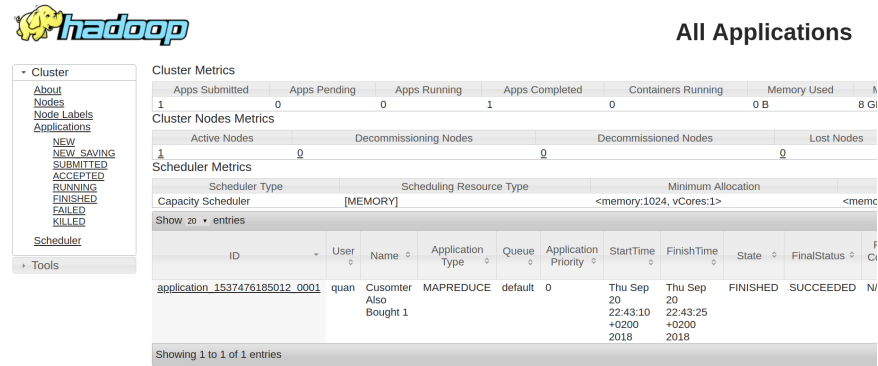 hadoop
All Applications
Cluster
About
Nodes
Node Labels
Applications
NEW
NEW_SAVING
SUBMITTED
ACCEPTED
RUNNING
FINISHED
FAILED
KILLED
Scheduler
Tools
Cluster Metrics
Apps Submitted Apps Pending Apps Running Apps Completed Containers Running Memory Used
1 0 0 1 0 0 B 8
Cluster Nodes Metrics
Active Nodes Decommissioning Nodes Decommissioned Nodes Lost Nodes
1 0 0 0
Scheduler Metrics
Scheduler Type Scheduling Resource Type Minimum Allocation
Capacity Scheduler [MEMORY] <memory:1024, vCores:1>
Show 20 entries
ID User Name Application Type Queue Application Priority StartTime FinishTime State FinalStatus
application_1537476185012_0001 quan Cusomter Also Bought 1 MAPREDUCE default 0 Thu Sep 20 22:43:10 +0200 2018 Thu Sep 20 22:43:25 +0200 2018 FINISHED SUCCEEDED
Showing 1 to 1 of 1 entries